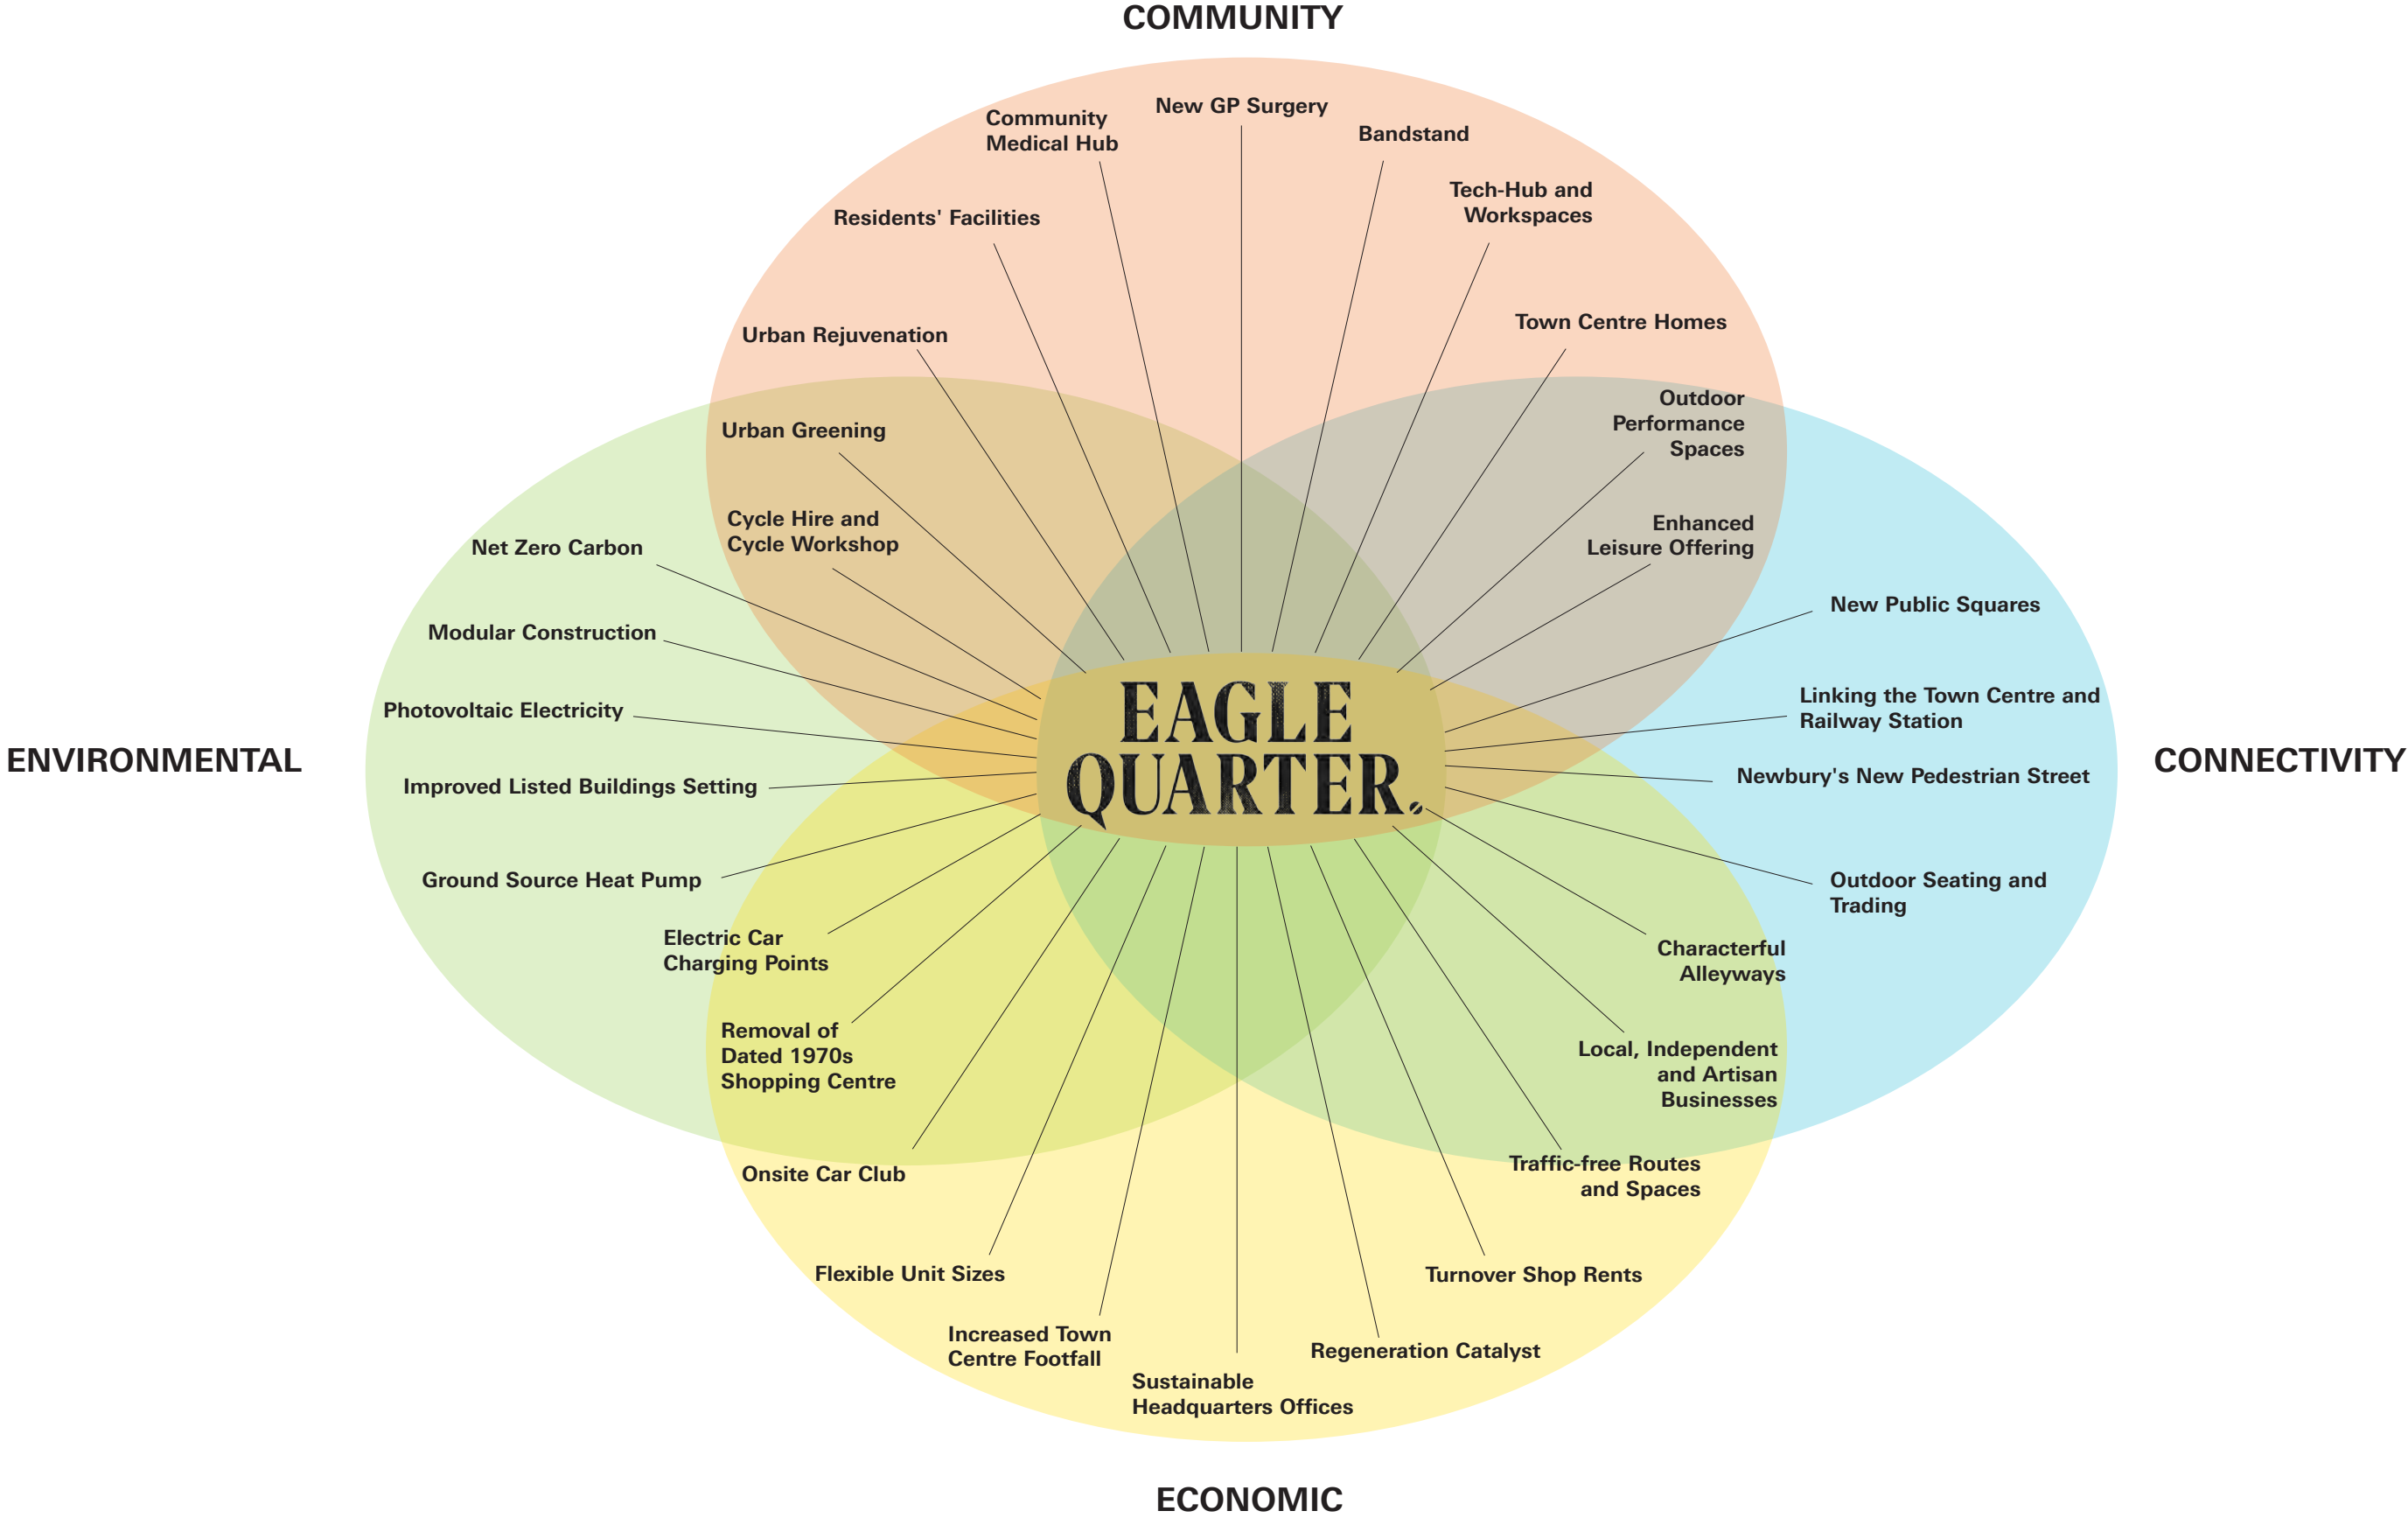 COMMUNITY
New GP Surgery
Community
Medical Hub
Bandstand
Tech-Hub and
Workspaces
Residents' Facilities
Town Centre Homes
Urban Rejuvenation
Outdoor
Performance
Spaces
Urban Greening
Cycle Hire and
Cycle Workshop
Enhanced
Leisure Offering
Net Zero Carbon
New Public Squares
Modular Construction
Linking the Town Centre and
Railway Station
Photovoltaic Electricity
EAGLE
QUARTER.
ENVIRONMENTAL
CONNECTIVITY
Newbury's New Pedestrian Street
Improved Listed Buildings Setting
Ground Source Heat Pump
Outdoor Seating and
Trading
Electric Car
Charging Points
Characterful
Alleyways
Removal of
Dated 1970s
Shopping Centre
Local, Independent
and Artisan
Businesses
Onsite Car Club
Traffic-free Routes
and Spaces
Flexible Unit Sizes
Turnover Shop Rents
Increased Town
Centre Footfall
Regeneration Catalyst
Sustainable
Headquarters Offices
ECONOMIC